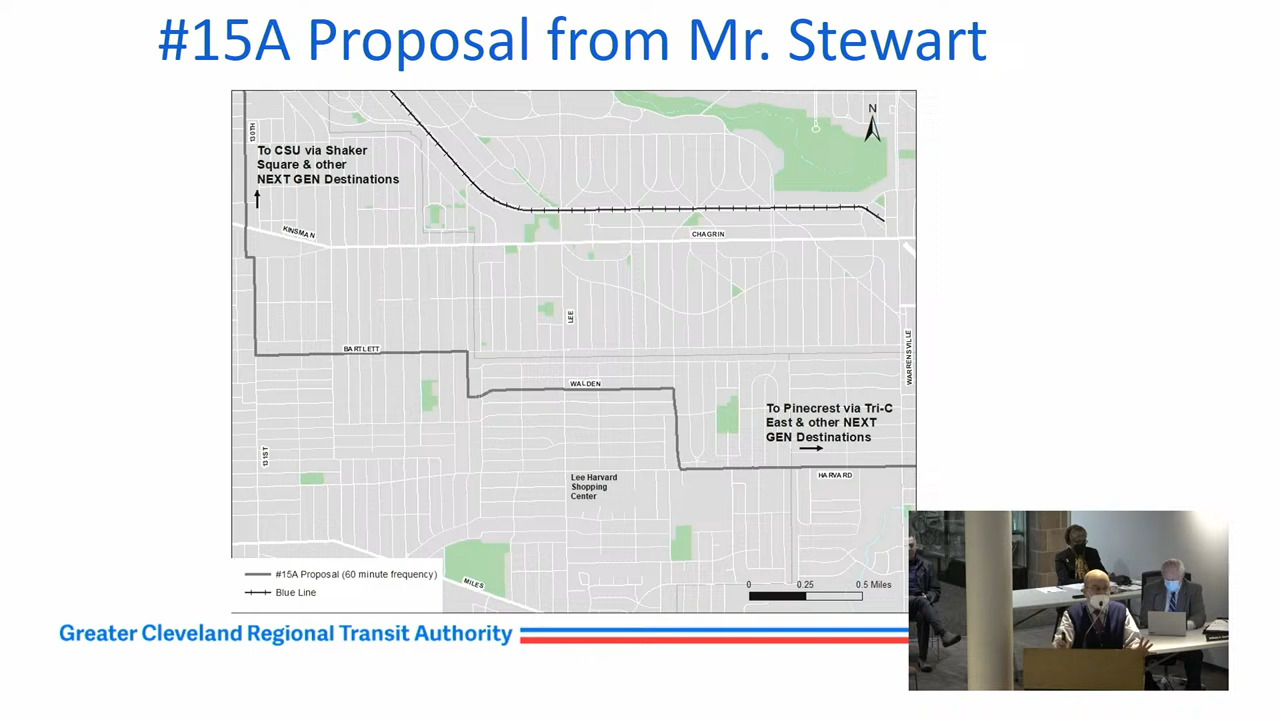 #15A Proposal from Mr. Stewart
130TH
To CSU via Shaker
Square & other
NEXT GEN Destinations
N
KINSMAN
CHAGRIN
LEE
BARTLETT
WARRENSVILLE
WALDEN
To Pinecrest via Tri-C
East & other NEXT
GEN Destinations
131ST
HARVARD
Lee Harvard
Shopping
Center
#15A Proposal (60 minute frequency)
Blue Line
MILES
0 0.25 0.5 Miles
Greater Cleveland Regional Transit Authority